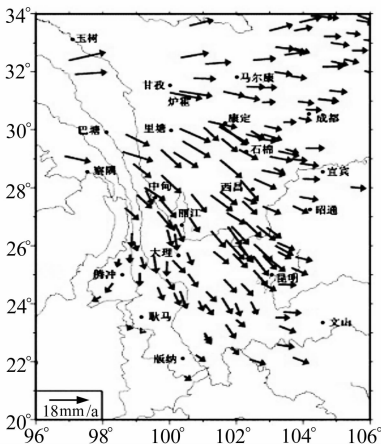 34°
32°
30°
28°
26°
24°
22°
20°
玉树
甘孜
马尔康
炉霍
康定
成都
巴塘
里塘
石棉
察隅
中甸
西昌
宜宾
丽江
昭通
大理
腾冲
昆明
耿马
文山
版纳
18mm/a
96°
98°
100°
102°
104°
106°